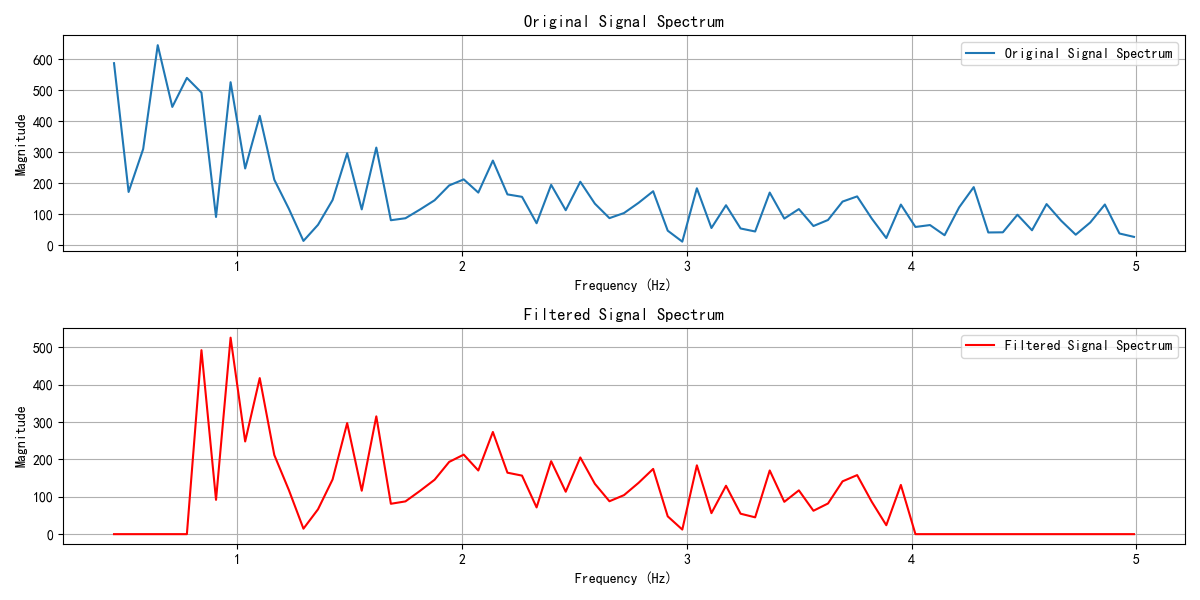 Original Signal Spectrum
Original Signal Spectrum
Magnitude
600
500
400
300
200
100
0
1
2
3
4
5
Frequency (Hz)
Filtered Signal Spectrum
Filtered Signal Spectrum
Magnitude
500
400
300
200
100
0
1
2
3
4
5
Frequency (Hz)